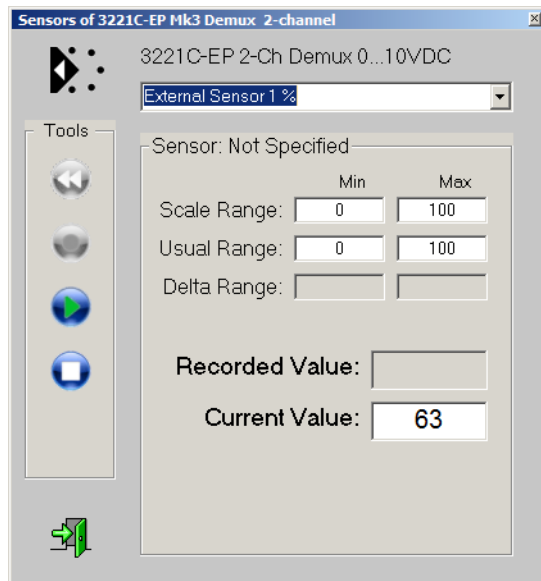 Sensors of 3221C-EP Mk3 Demux 2-channel
3221C-EP 2-Ch Demux 0...10VDC
External Sensor 1 %
Tools
Sensor: Not Specified
Min Max
Scale Range: 0 100
Usual Range: 0 100
Delta Range:
Recorded Value:
Current Value: 63